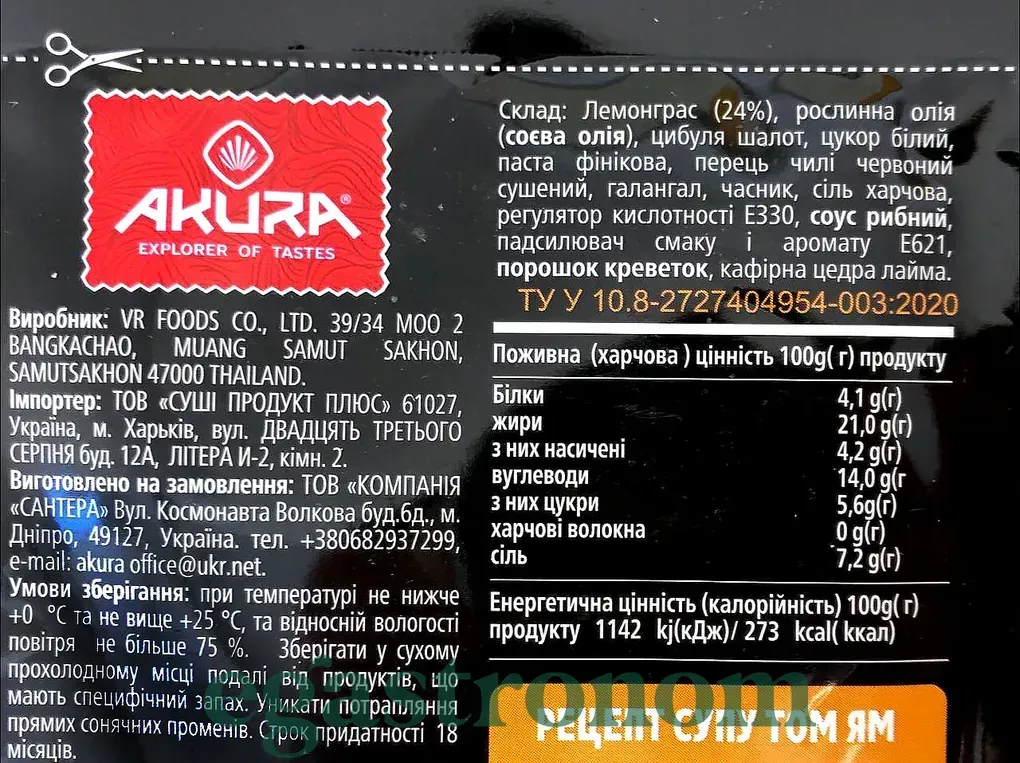 AKURA®
EXPLORER OF TASTES
Виробник: VR FOODS CO., LTD. 39/34 MOO 2
BANGKACHAO, MUANG SAMUT SAKHON,
SAMUTSAKHON 47000 THAILAND.
Імпортер: ТОВ «СУШІ ПРОДУКТ ПЛЮС» 61027,
Україна, м. Харьків, вул. ДВАДЦЯТЬ ТРЕТЬОГО
СЕРПНЯ буд. 12А, ЛІТЕРА И-2, кімн. 2.
Виготовлено на замовлення: ТОВ «КОМПАНІЯ
«САНТЕРА» Вул. Космонавта Волкова буд.6д., м.
Дніпро, 49127, Україна. тел. +380682937299,
e-mail: akura office@ukr.net.
Умови зберігання: при температурі не нижче
+0 °C та не вище +25 °C, та відносній вологості
повітря не більше 75 %. Зберігати у сухому
прохолодному місці подалі від продуктів, що
мають специфічний запах. Уникати потрапляння
прямих сонячних променів. Строк придатності 18
місяців.
Склад: Лемонграс (24%), рослинна олія
(соєва олія), цибуля шалот, цукор білий,
паста фінікова, перець чилі червоний
сушений, галангал, часник, сіль харчова,
регулятор кислотності Е330, соус рибний,
падсилювач смаку і аромату Е621,
порошок креветок, кафірна цедра лайма.
ТУ У 10.8-2727404954-003:2020
Поживна (харчова ) цінність 100g( г) продукту
Білки 4,1 g(г)
жири 21,0 g(г)
з них насичені 4,2 g(г)
вуглеводи 14,0 g(г
з них цукри 5,6g(г)
харчові волокна 0 g(г)
сіль 7,2 g(г)
Енергетична цінність (калорійність) 100g( г)
продукту 1142 kj(кДж)/ 273 kcal( ккал)
РЕЦЕПТ СУПУ ТОМ ЯМ
egastronom